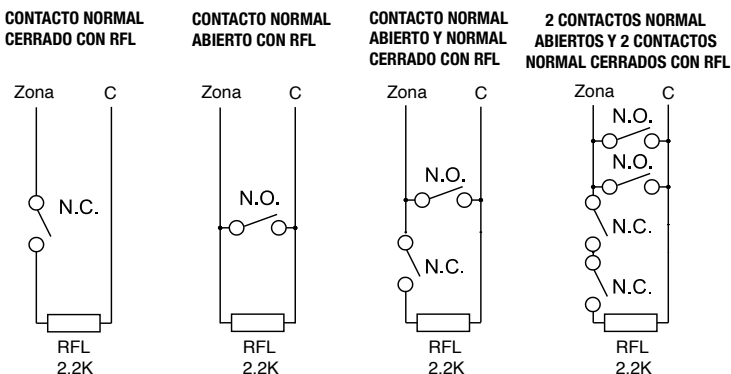 CONTACTO NORMAL
CERRADO CON RFL
Zona C
N.C.
RFL
2.2K
CONTACTO NORMAL
ABIERTO CON RFL
Zona C
N.O.
RFL
2.2K
CONTACTO NORMAL
ABIERTO Y NORMAL
CERRADO CON RFL
Zona C
N.O.
N.C.
RFL
2.2K
2 CONTACTOS NORMAL
ABIERTOS Y 2 CONTACTOS
NORMAL CERRADOS CON RFL
Zona C
N.O.
N.O.
N.C.
N.C.
RFL
2.2K